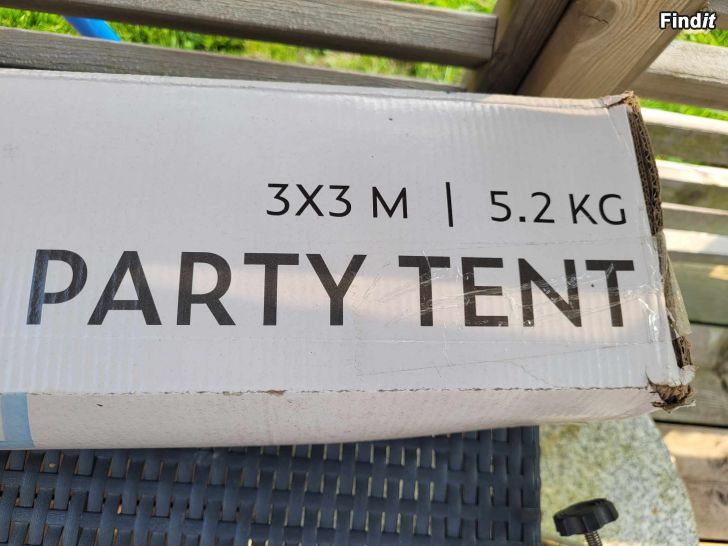 Findit
3X3 M | 5.2 KG
PARTY TENT